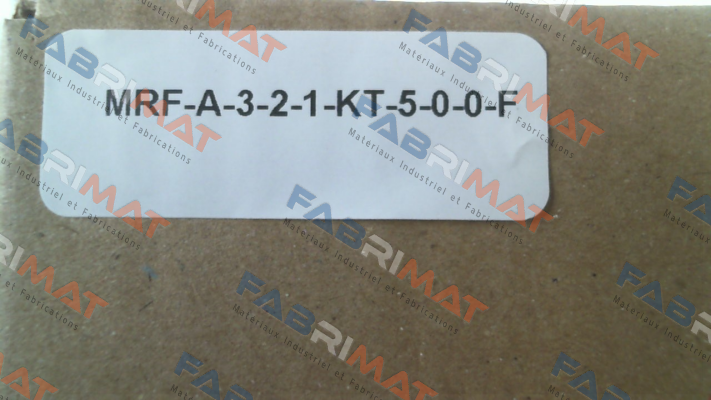 MRF-A-3-2-1-KT-5-0-0-F
FABRIMAT
Materiaux Industriel et Fabrications